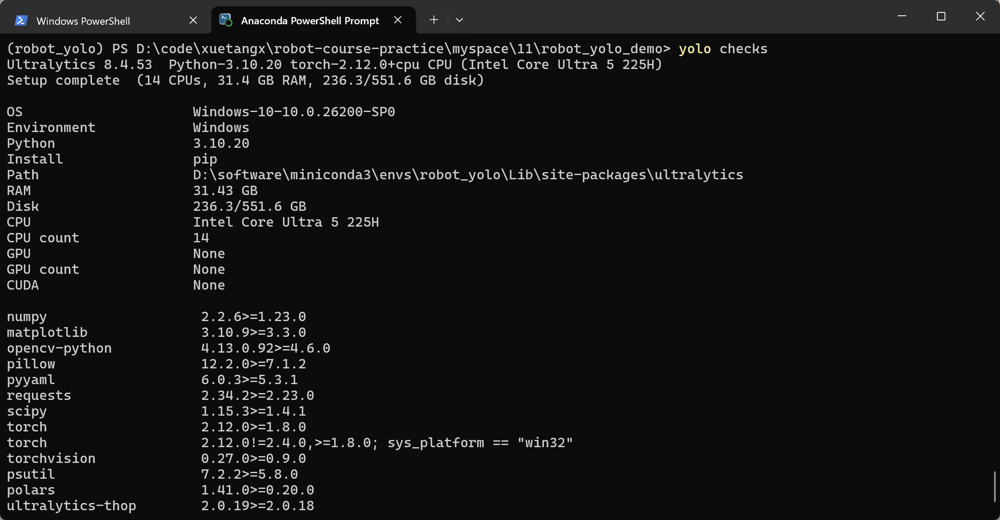 Windows PowerShell
Anaconda PowerShell Prompt
(robot_yolo) PS D:\code\xuetangx\robot-course-practice\myspace\11\robot_yolo_demo> yolo checks
Ultralytics 8.4.53  Python-3.10.20 torch-2.12.0+cpu CPU (Intel Core Ultra 5 225H)
Setup complete  (14 CPUs, 31.4 GB RAM, 236.3/551.6 GB disk)
OS                     Windows-10-10.0.26200-SP0
Environment            Windows
Python                 3.10.20
Install                pip
Path                   D:\software\miniconda3\envs\robot_yolo\Lib\site-packages\ultralytics
RAM                    31.43 GB
Disk                   236.3/551.6 GB
CPU                    Intel Core Ultra 5 225H
CPU count              14
GPU                    None
GPU count              None
CUDA                   None
numpy                   2.2.6>=1.23.0
matplotlib              3.10.9>=3.3.0
opencv-python           4.13.0.92>=4.6.0
pillow                  12.2.0>=7.1.2
pyyaml                  6.0.3>=5.3.1
requests                2.34.2>=2.23.0
scipy                   1.15.3>=1.4.1
torch                   2.12.0>=1.8.0
torch                   2.12.0!=2.4.0,>=1.8.0; sys_platform == "win32"
torchvision             0.27.0>=0.9.0
psutil                  7.2.2>=5.8.0
polars                  1.41.0>=0.20.0
ultralytics-thop        2.0.19>=2.0.18